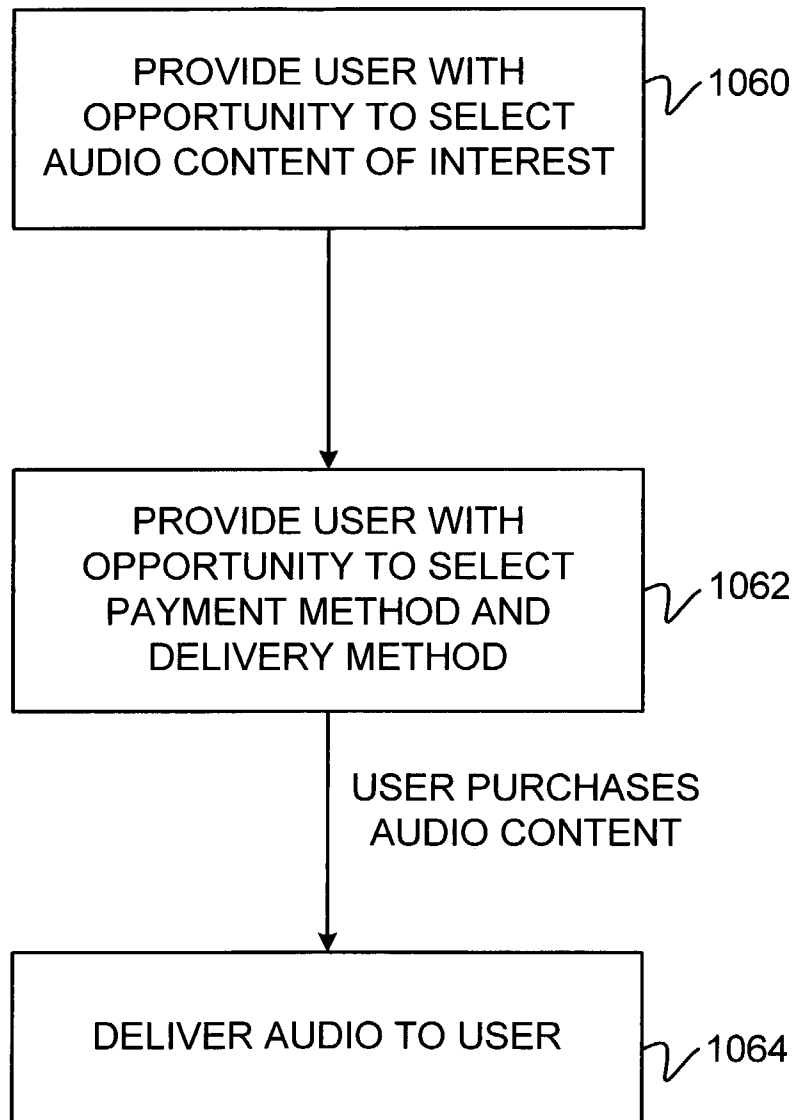 PROVIDE USER WITH
OPPORTUNITY TO SELECT
AUDIO CONTENT OF INTEREST
1060
PROVIDE USER WITH
OPPORTUNITY TO SELECT
PAYMENT METHOD AND
DELIVERY METHOD
1062
USER PURCHASES
AUDIO CONTENT
DELIVER AUDIO TO USER
1064